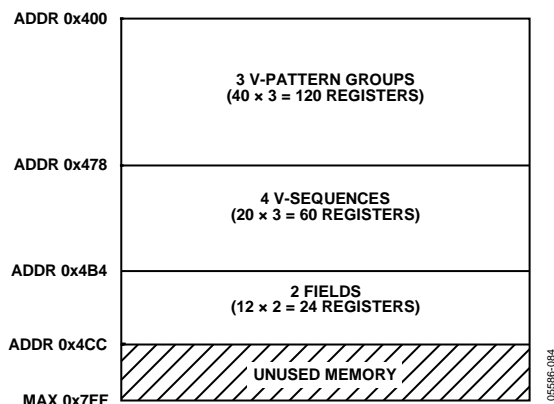 ADDR 0x400
3 V-PATTERN GROUPS
(40 × 3 = 120 REGISTERS)
ADDR 0x478
4 V-SEQUENCES
(20 × 3 = 60 REGISTERS)
ADDR 0x4B4
2 FIELDS
(12 × 2 = 24 REGISTERS)
ADDR 0x4CC
UNUSED MEMORY
MAX 0x7FF
05586-084